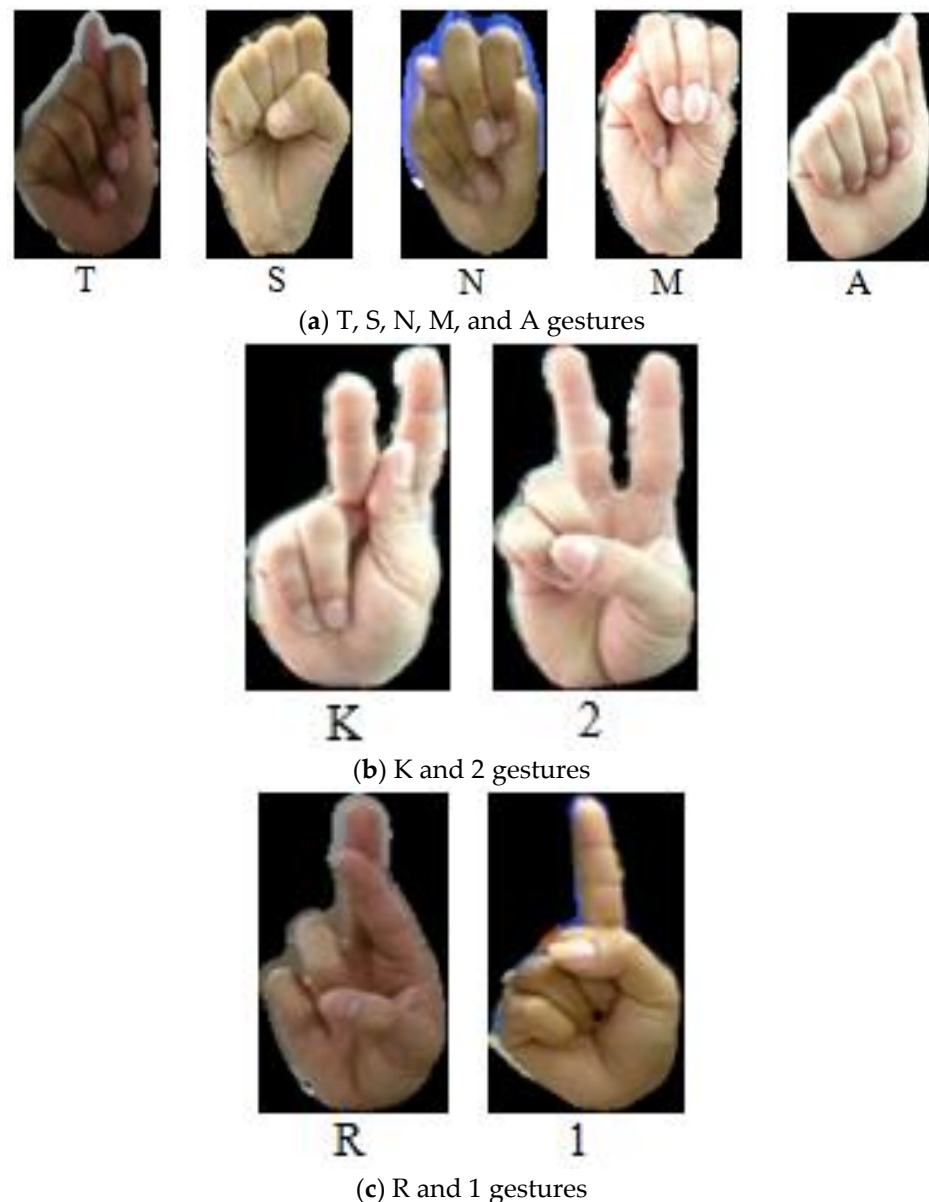 T S N M A
(a) T, S, N, M, and A gestures
K 2
(b) K and 2 gestures
R 1
(c) R and 1 gestures